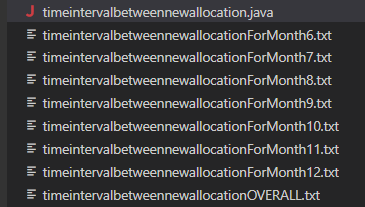 J timeintervalbetweennewallocation.java
timeintervalbetweennewallocationForMonth6.txt
timeintervalbetweennewallocationForMonth7.txt
timeintervalbetweennewallocationForMonth8.txt
timeintervalbetweennewallocationForMonth9.txt
timeintervalbetweennewallocationForMonth10.txt
timeintervalbetweennewallocationForMonth11.txt
timeintervalbetweennewallocationForMonth12.txt
timeintervalbetweennewallocationOVERALL.txt